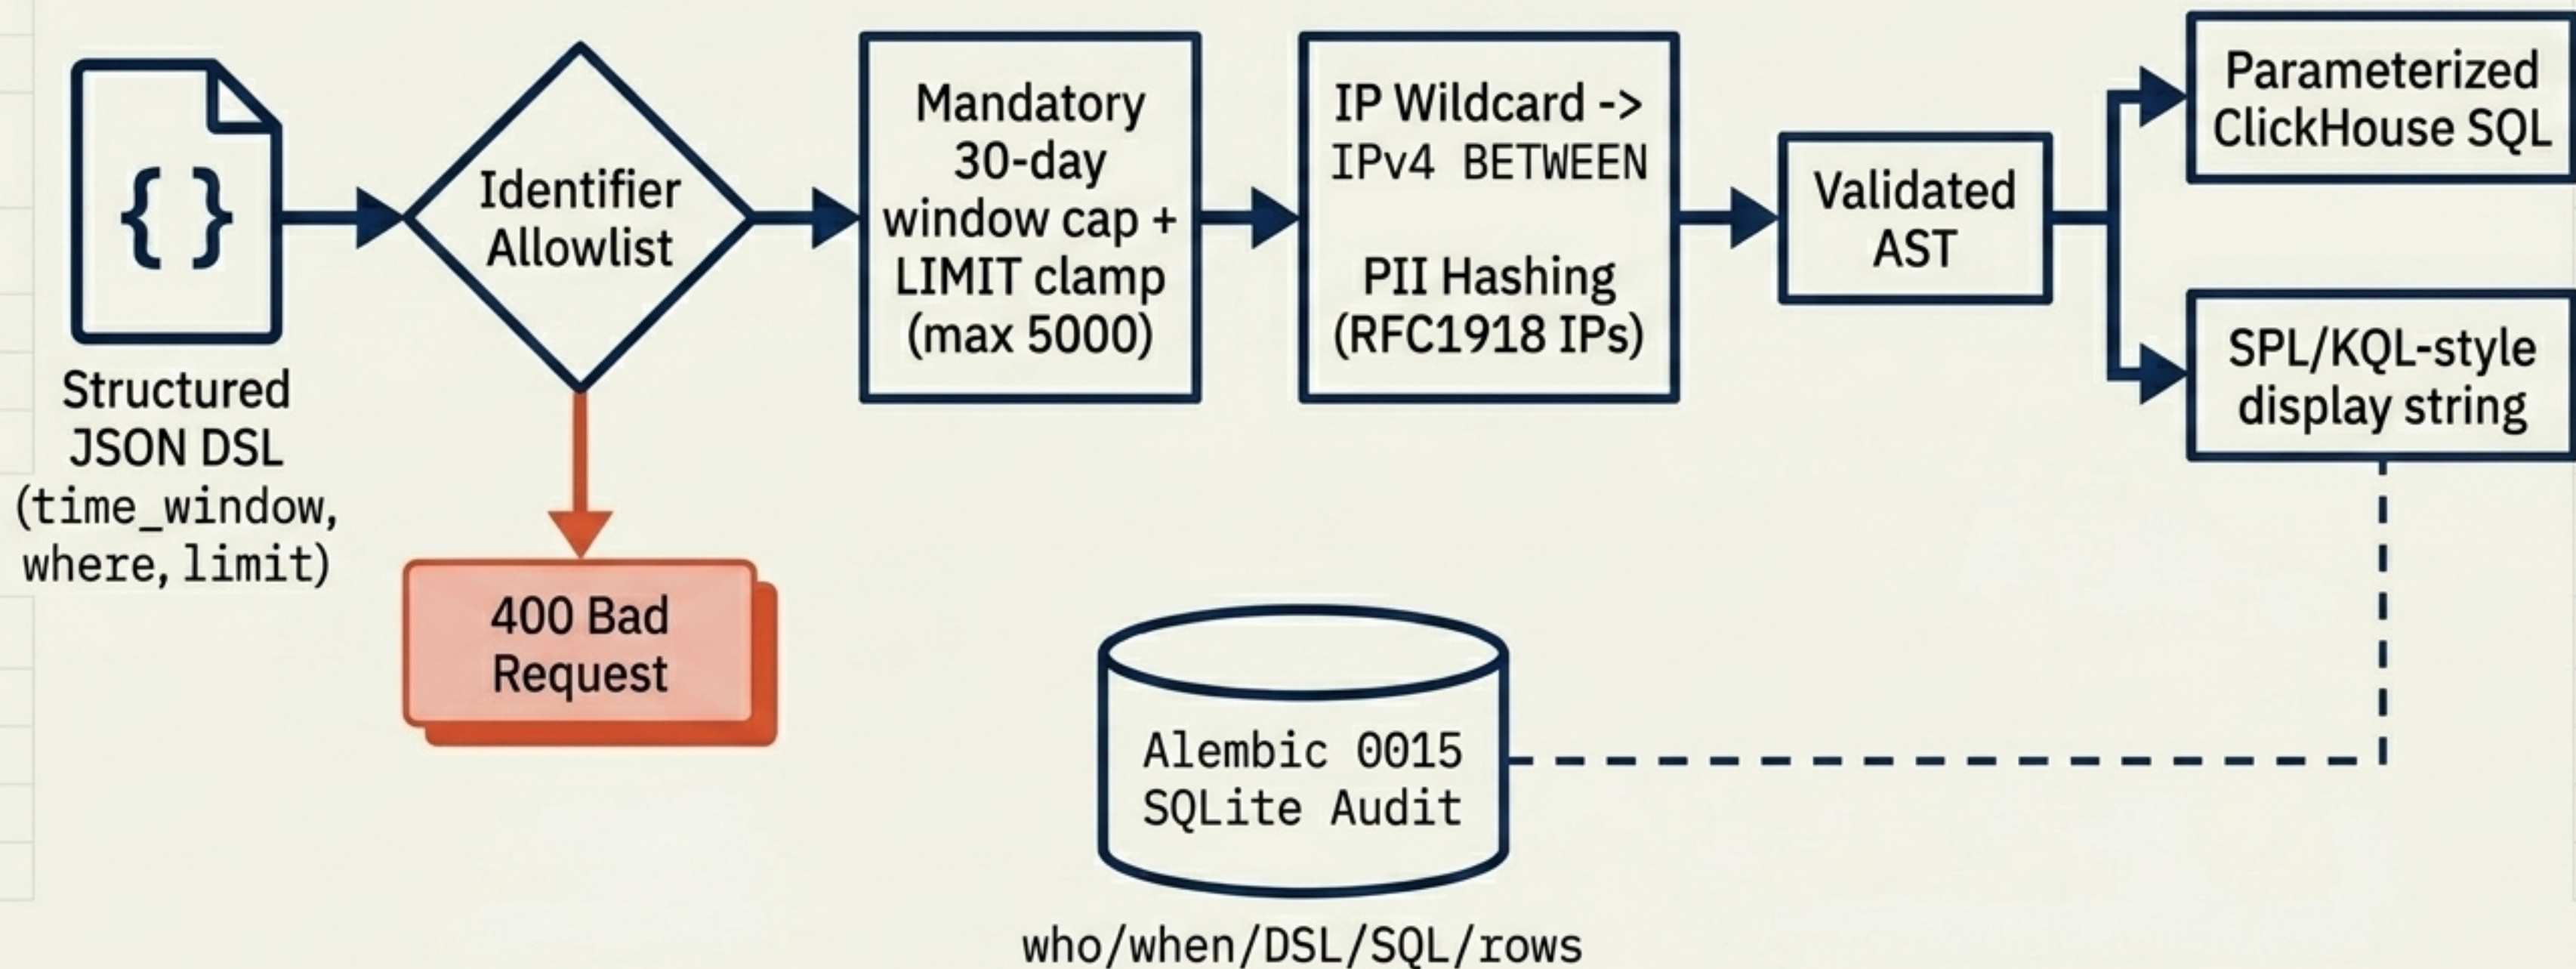 { }
Structured
JSON DSL
(time_window,
where, limit)
Identifier
Allowlist
400 Bad
Request
Mandatory
30-day
window cap +
LIMIT clamp
(max 5000)
IP Wildcard ->
IPv4 BETWEEN
PII Hashing
(RFC1918 IPs)
Validated
AST
Parameterized
ClickHouse SQL
SPL/KQL-style
display string
Alembic 0015
SQLite Audit
who/when/DSL/SQL/rows